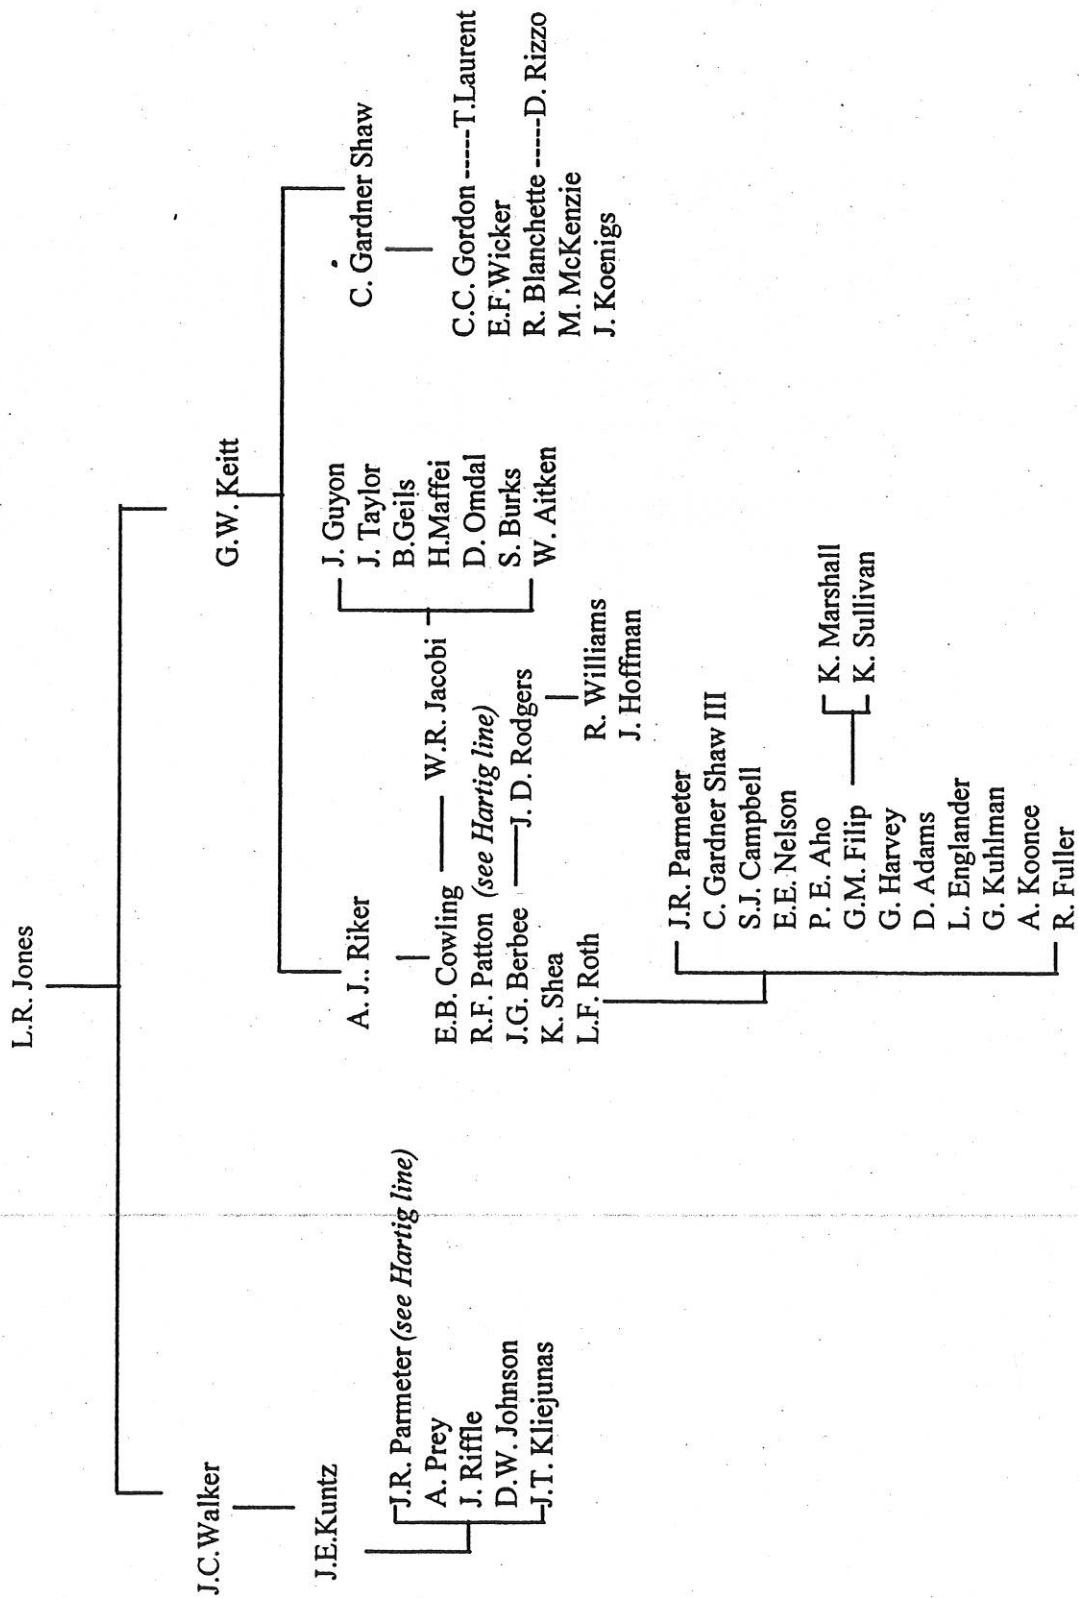 L.R. Jones
J.C.Walker
G.W. Keitt
J.E.Kuntz
A. J.. Riker
C. Gardner Shaw
J.R. Parmeter (see Hartig line)
A. Prey
J. Riffle
D.W. Johnson
J.T. Kliejunas
E.B. Cowling
W.R. Jacobi
R.F. Patton (see Hartig line)
J.G. Berbee
J. D. Rodgers
K. Shea
L.F. Roth
J. Guyon
J. Taylor
B.Geils
H.Maffei
D. Omdal
S. Burks
W. Aitken
C.C. Gordon -----T.Laurent
E.F.Wicker
R. Blanchette -----D. Rizzo
M. McKenzie
J. Koenigs
R. Williams
J. Hoffman
J.R. Parmeter
C. Gardner Shaw III
S.J. Campbell
E.E. Nelson
P. E. Aho
G.M. Filip
G. Harvey
D. Adams
L. Englander
G. Kuhlman
A. Koonce
R. Fuller
K. Marshall
K. Sullivan